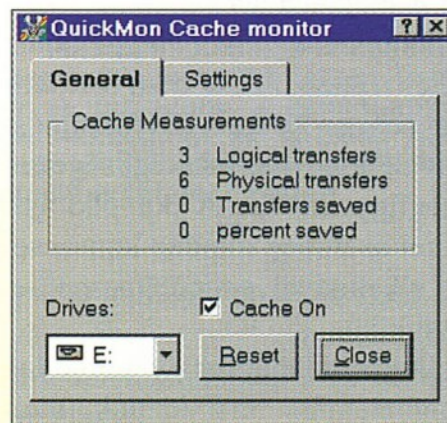 QuickMon Cache monitor
General
Settings
Cache Measurements
3 Logical transfers
6 Physical transfers
0 Transfers saved
0 percent saved
Drives:
Cache On
E:
Reset
Close